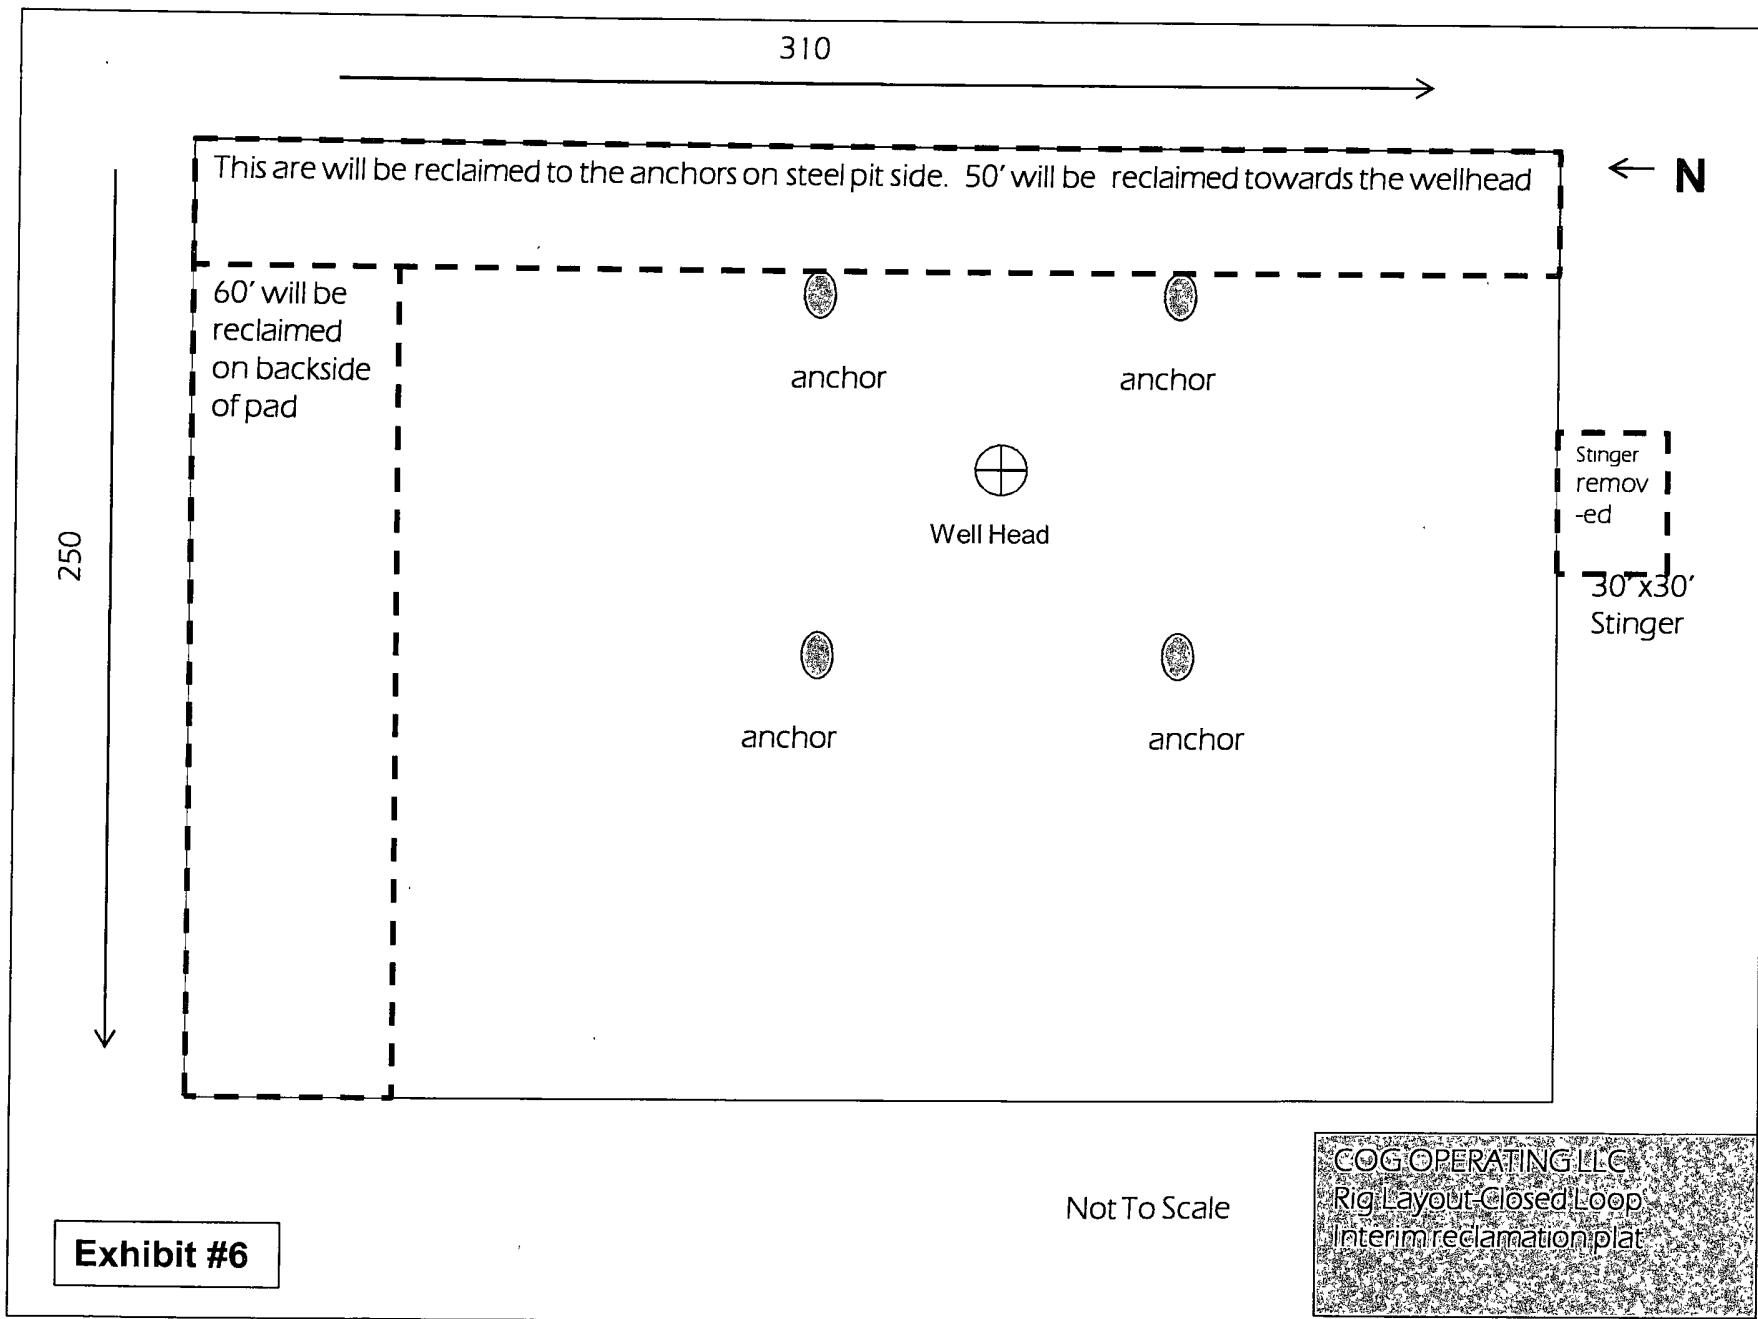 310
This are will be reclaimed to the anchors on steel pit side. 50' will be reclaimed towards the wellhead
← N
60' will be
reclaimed
on backside
of pad
anchor
anchor
Stinger
remov
-ed
Well Head
250
30'x30'
Stinger
anchor
anchor
Not To Scale
COG OPERATING LLC
Rig Layout-Closed Loop
Interim reclamation plat
Exhibit #6